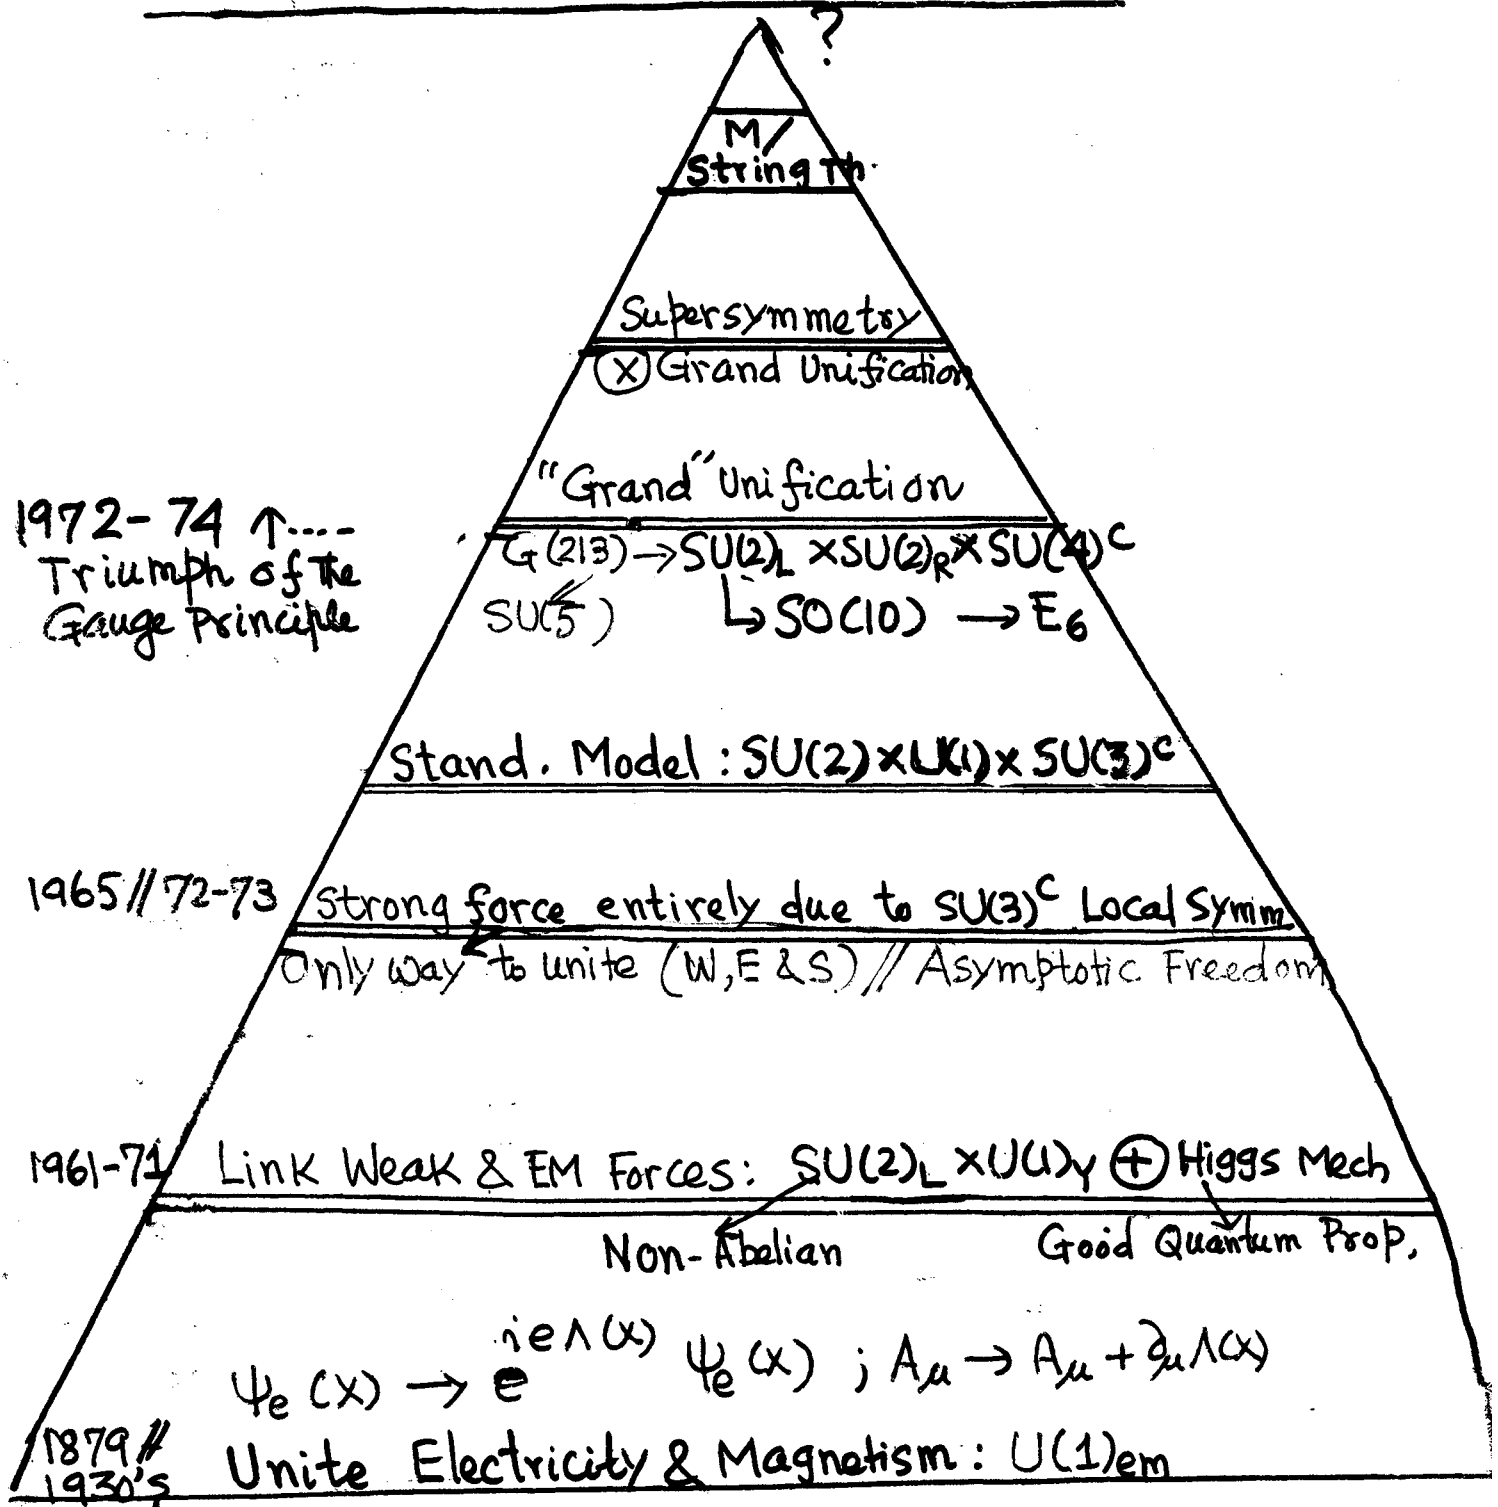 ?
M/
String Th.
Supersymmetry
⊗ Grand Unification
"Grand" Unification
1972-74 ↑....
Triumph of the
Gauge Principle
G(213) → SU(2)L × SU(2)R × SU(4)^C
SU(5) ↳ SO(10) → E6
Stand. Model : SU(2) × U(1) × SU(3)^C
1965 // 72-73 Strong force entirely due to SU(3)^C Local Symm
Only way to unite (W, E & S) // Asymptotic Freedom
1961-71 Link Weak & EM Forces: SU(2)L × U(1)Y ⊕ Higgs Mech
Non-Abelian Good Quantum Prop.
ψe(x) → e^ieΛ(x) ψe(x) ; Aμ → Aμ + ∂μΛ(x)
1879 //
1930's Unite Electricity & Magnetism : U(1)em